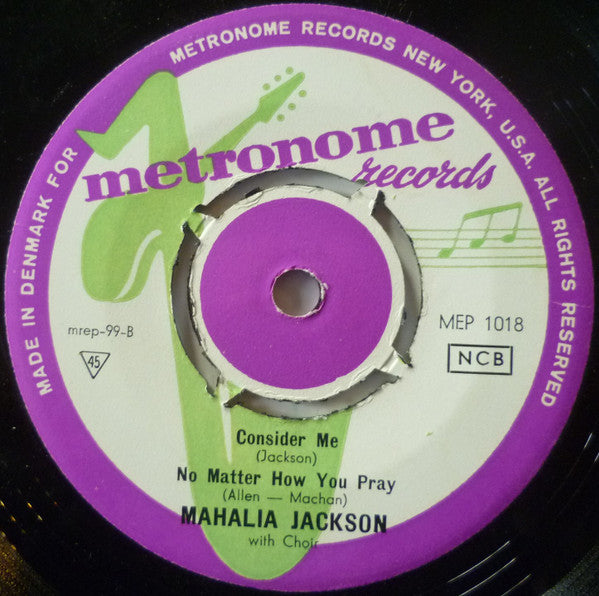 MADE IN DENMARK FOR METRONOME RECORDS NEW YORK, U.S.A. ALL RIGHTS RESERVED
metronome
records
mrep-99-B
45
MEP 1018
NCB
Consider Me
(Jackson)
No Matter How You Pray
(Allen — Machan)
MAHALIA JACKSON
with Choir